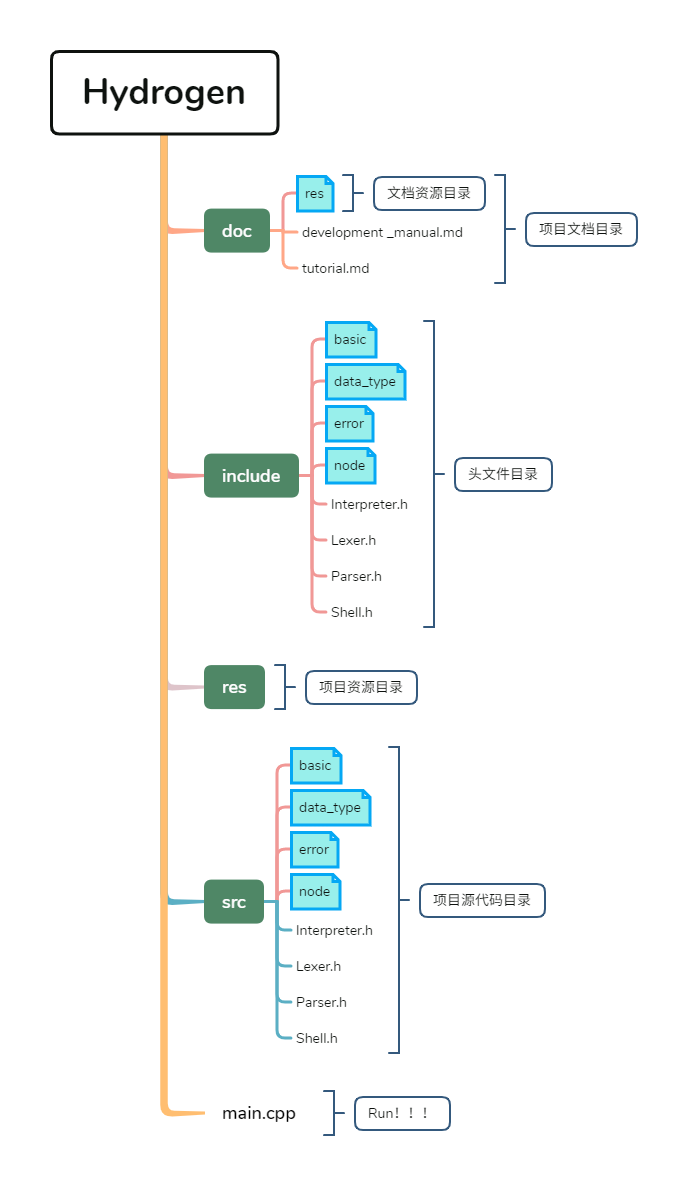 Hydrogen
doc
res
文档资源目录
development _manual.md
tutorial.md
项目文档目录
include
basic
data_type
error
node
Interpreter.h
Lexer.h
Parser.h
Shell.h
头文件目录
res
项目资源目录
src
basic
data_type
error
node
Interpreter.h
Lexer.h
Parser.h
Shell.h
项目源代码目录
main.cpp
Run！！！